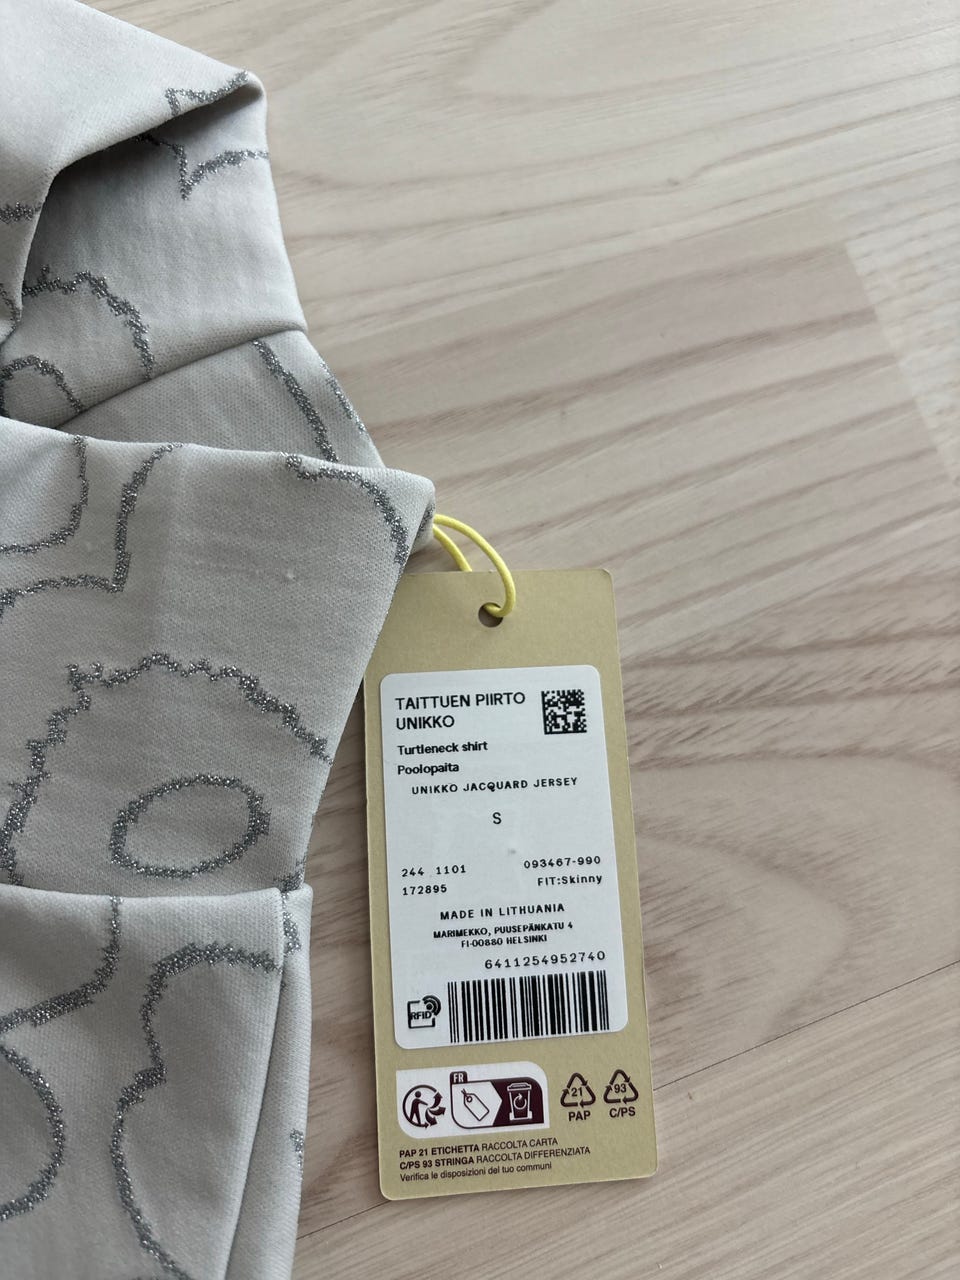 TAITTUEN PIIRTO
UNIKKO
Turtleneck shirt
Poolopaita
UNIKKO JACQUARD JERSEY
S
244 1101
093467-990
172895
FIT:Skinny
MADE IN LITHUANIA
MARIMEKKO, PUUSEPÄNKATU 4
FI-00880 HELSINKI
6411254952740
RFID
FR
21
PAP
93
C/PS
PAP 21 ETICHETTA RACCOLTA CARTA
C/PS 93 STRINGA RACCOLTA DIFFERENZIATA
Verifica le disposizioni del tuo comuni